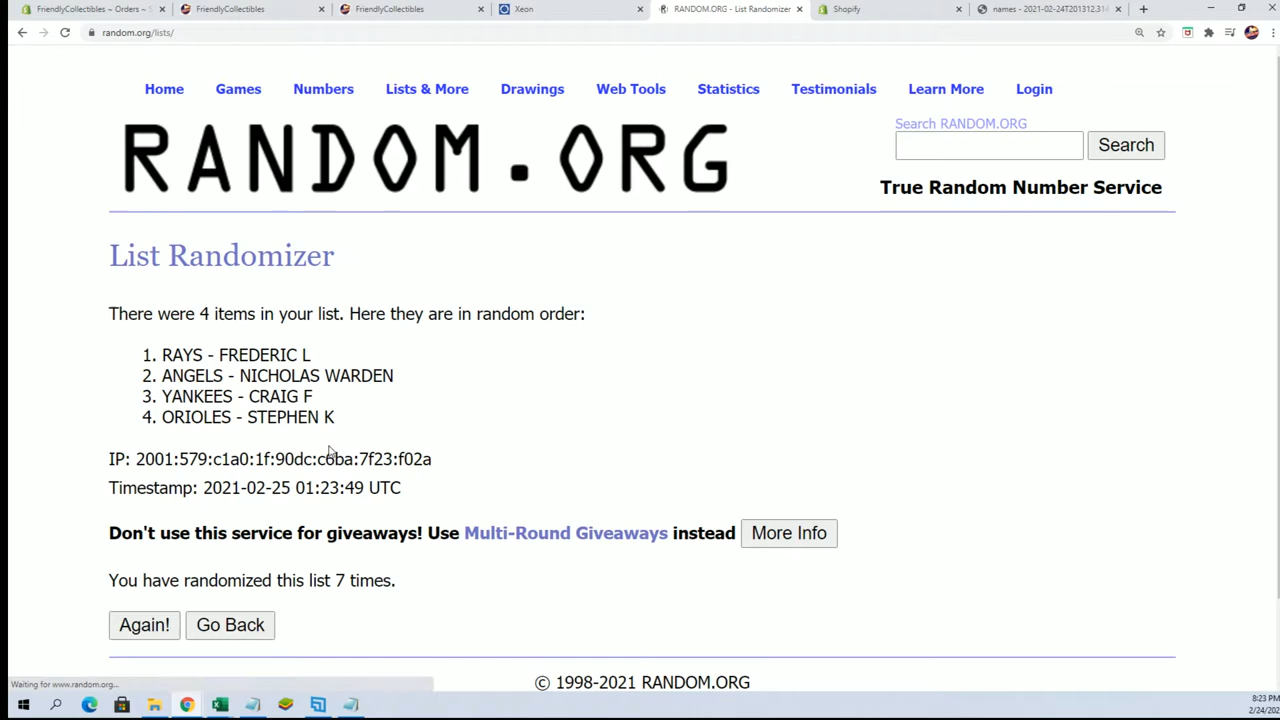 FriendlyCollectibles ~ Orders ~ S
FriendlyCollectibles
FriendlyCollectibles
Xeon
RANDOM.ORG - List Randomizer
Shopify
names - 2021-02-24T201312.31
random.org/lists/
Home Games Numbers Lists & More Drawings Web Tools Statistics Testimonials Learn More Login
Search RANDOM.ORG
RANDOM.ORG
Search
True Random Number Service
List Randomizer
There were 4 items in your list. Here they are in random order:
1. RAYS - FREDERIC L
2. ANGELS - NICHOLAS WARDEN
3. YANKEES - CRAIG F
4. ORIOLES - STEPHEN K
IP: 2001:579:c1a0:1f:90dc:c6ba:7f23:f02a
Timestamp: 2021-02-25 01:23:49 UTC
Don't use this service for giveaways! Use Multi-Round Giveaways instead More Info
You have randomized this list 7 times.
Again! Go Back
Waiting for www.random.org...
© 1998-2021 RANDOM.ORG
8:23 PM
2/24/202